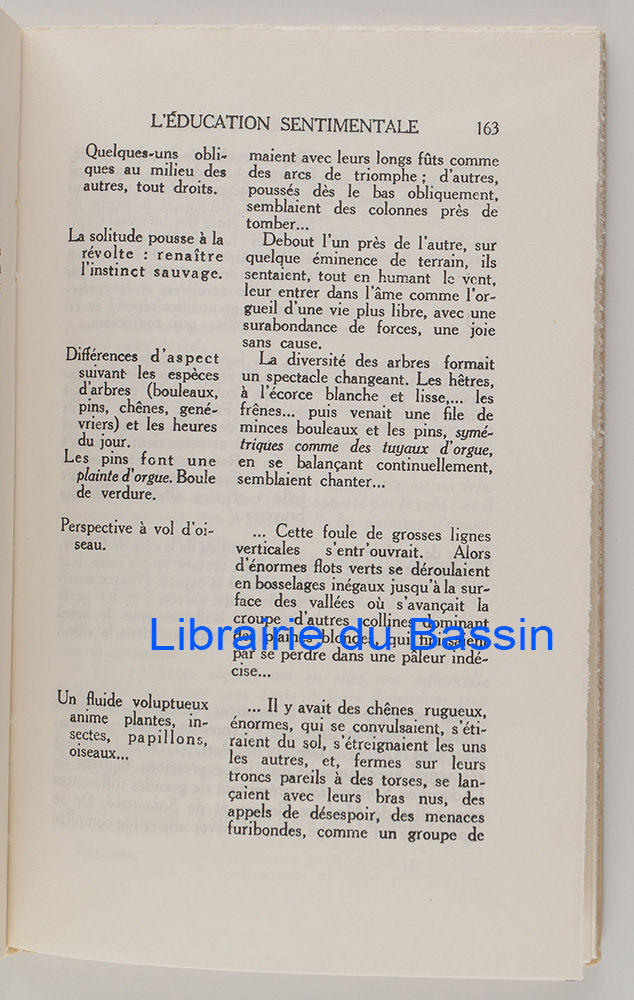 L'ÉDUCATION SENTIMENTALE 163
Quelques-uns obli-
ques au milieu des
autres, tout droits.
La solitude pousse à la
révolte : renaître
l'instinct sauvage.
Différences d'aspect
suivant les espèces
d'arbres (bouleaux,
pins, chênes, gené-
vriers) et les heures
du jour.
Les pins font une
plainte d'orgue. Boule
de verdure.
Perspective à vol d'oi-
seau.
Un fluide voluptueux
anime plantes, in-
sectes, papillons,
oiseaux...
maient avec leurs longs fûts comme
des arcs de triomphe ; d'autres,
poussés dès le bas obliquement,
semblaient des colonnes près de
tomber...
Debout l'un près de l'autre, sur
quelque éminence de terrain, ils
sentaient, tout en humant le vent,
leur entrer dans l'âme comme l'or-
gueil d'une vie plus libre, avec une
surabondance de forces, une joie
sans cause.
La diversité des arbres formait
un spectacle changeant. Les hêtres,
à l'écorce blanche et lisse,... les
frênes... puis venait une file de
minces bouleaux et les pins, symé-
triques comme des tuyaux d'orgue,
en se balançant continuellement,
semblaient chanter...
... Cette foule de grosses lignes
verticales s'entr'ouvrait. Alors
d'énormes flots verts se déroulaient
en bosselages inégaux jusqu'à la sur-
face des vallées où s'avançait la
croupe d'autres collines dominant
des plaines blondes, qui finissaient
par se perdre dans une pâleur indé-
cise...
... Il y avait des chênes rugueux,
énormes, qui se convulsaient, s'éti-
raient du sol, s'étreignaient les uns
les autres, et, fermes sur leurs
troncs pareils à des torses, se lan-
çaient avec leurs bras nus, des
appels de désespoir, des menaces
furibondes, comme un groupe de
Librairie du Bassin